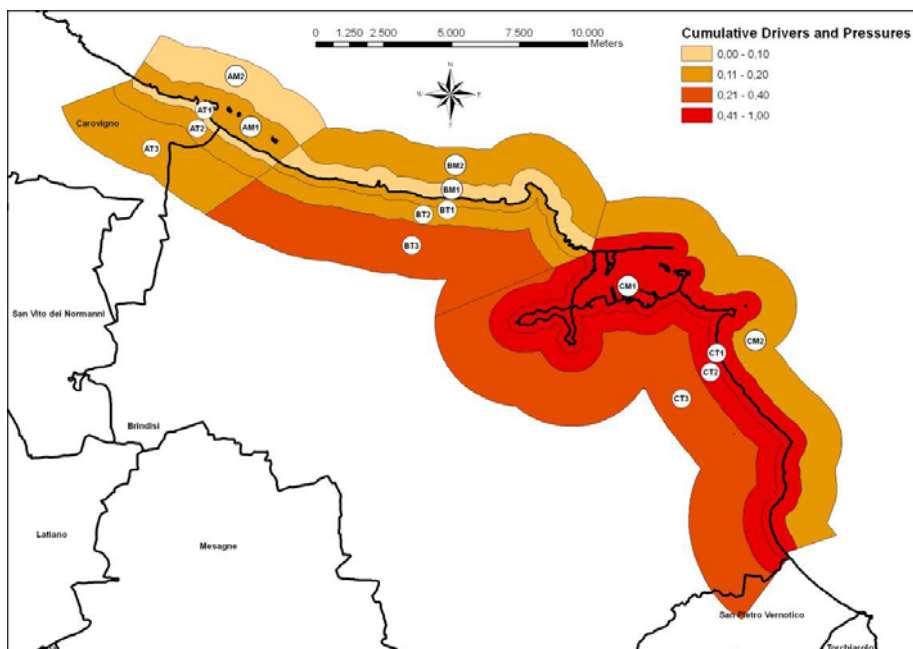 Cumulative Drivers and Pressures
0 1.250 2.500 5.000 7.500 10.000
Meters
0,00 - 0,10
0,11 - 0,20
0,21 - 0,40
0,41 - 1,00
N
W E
S
AM2
AT1
AM1
Carovigno
AT2
AT3
BM2
BM1
BT1
BT2
BT3
CM1
San Vito dei Normanni
CM2
CT1
CT2
CT3
Brindisi
Latiano
Mesagne
San Pietro Vernotico
Torchiarolo